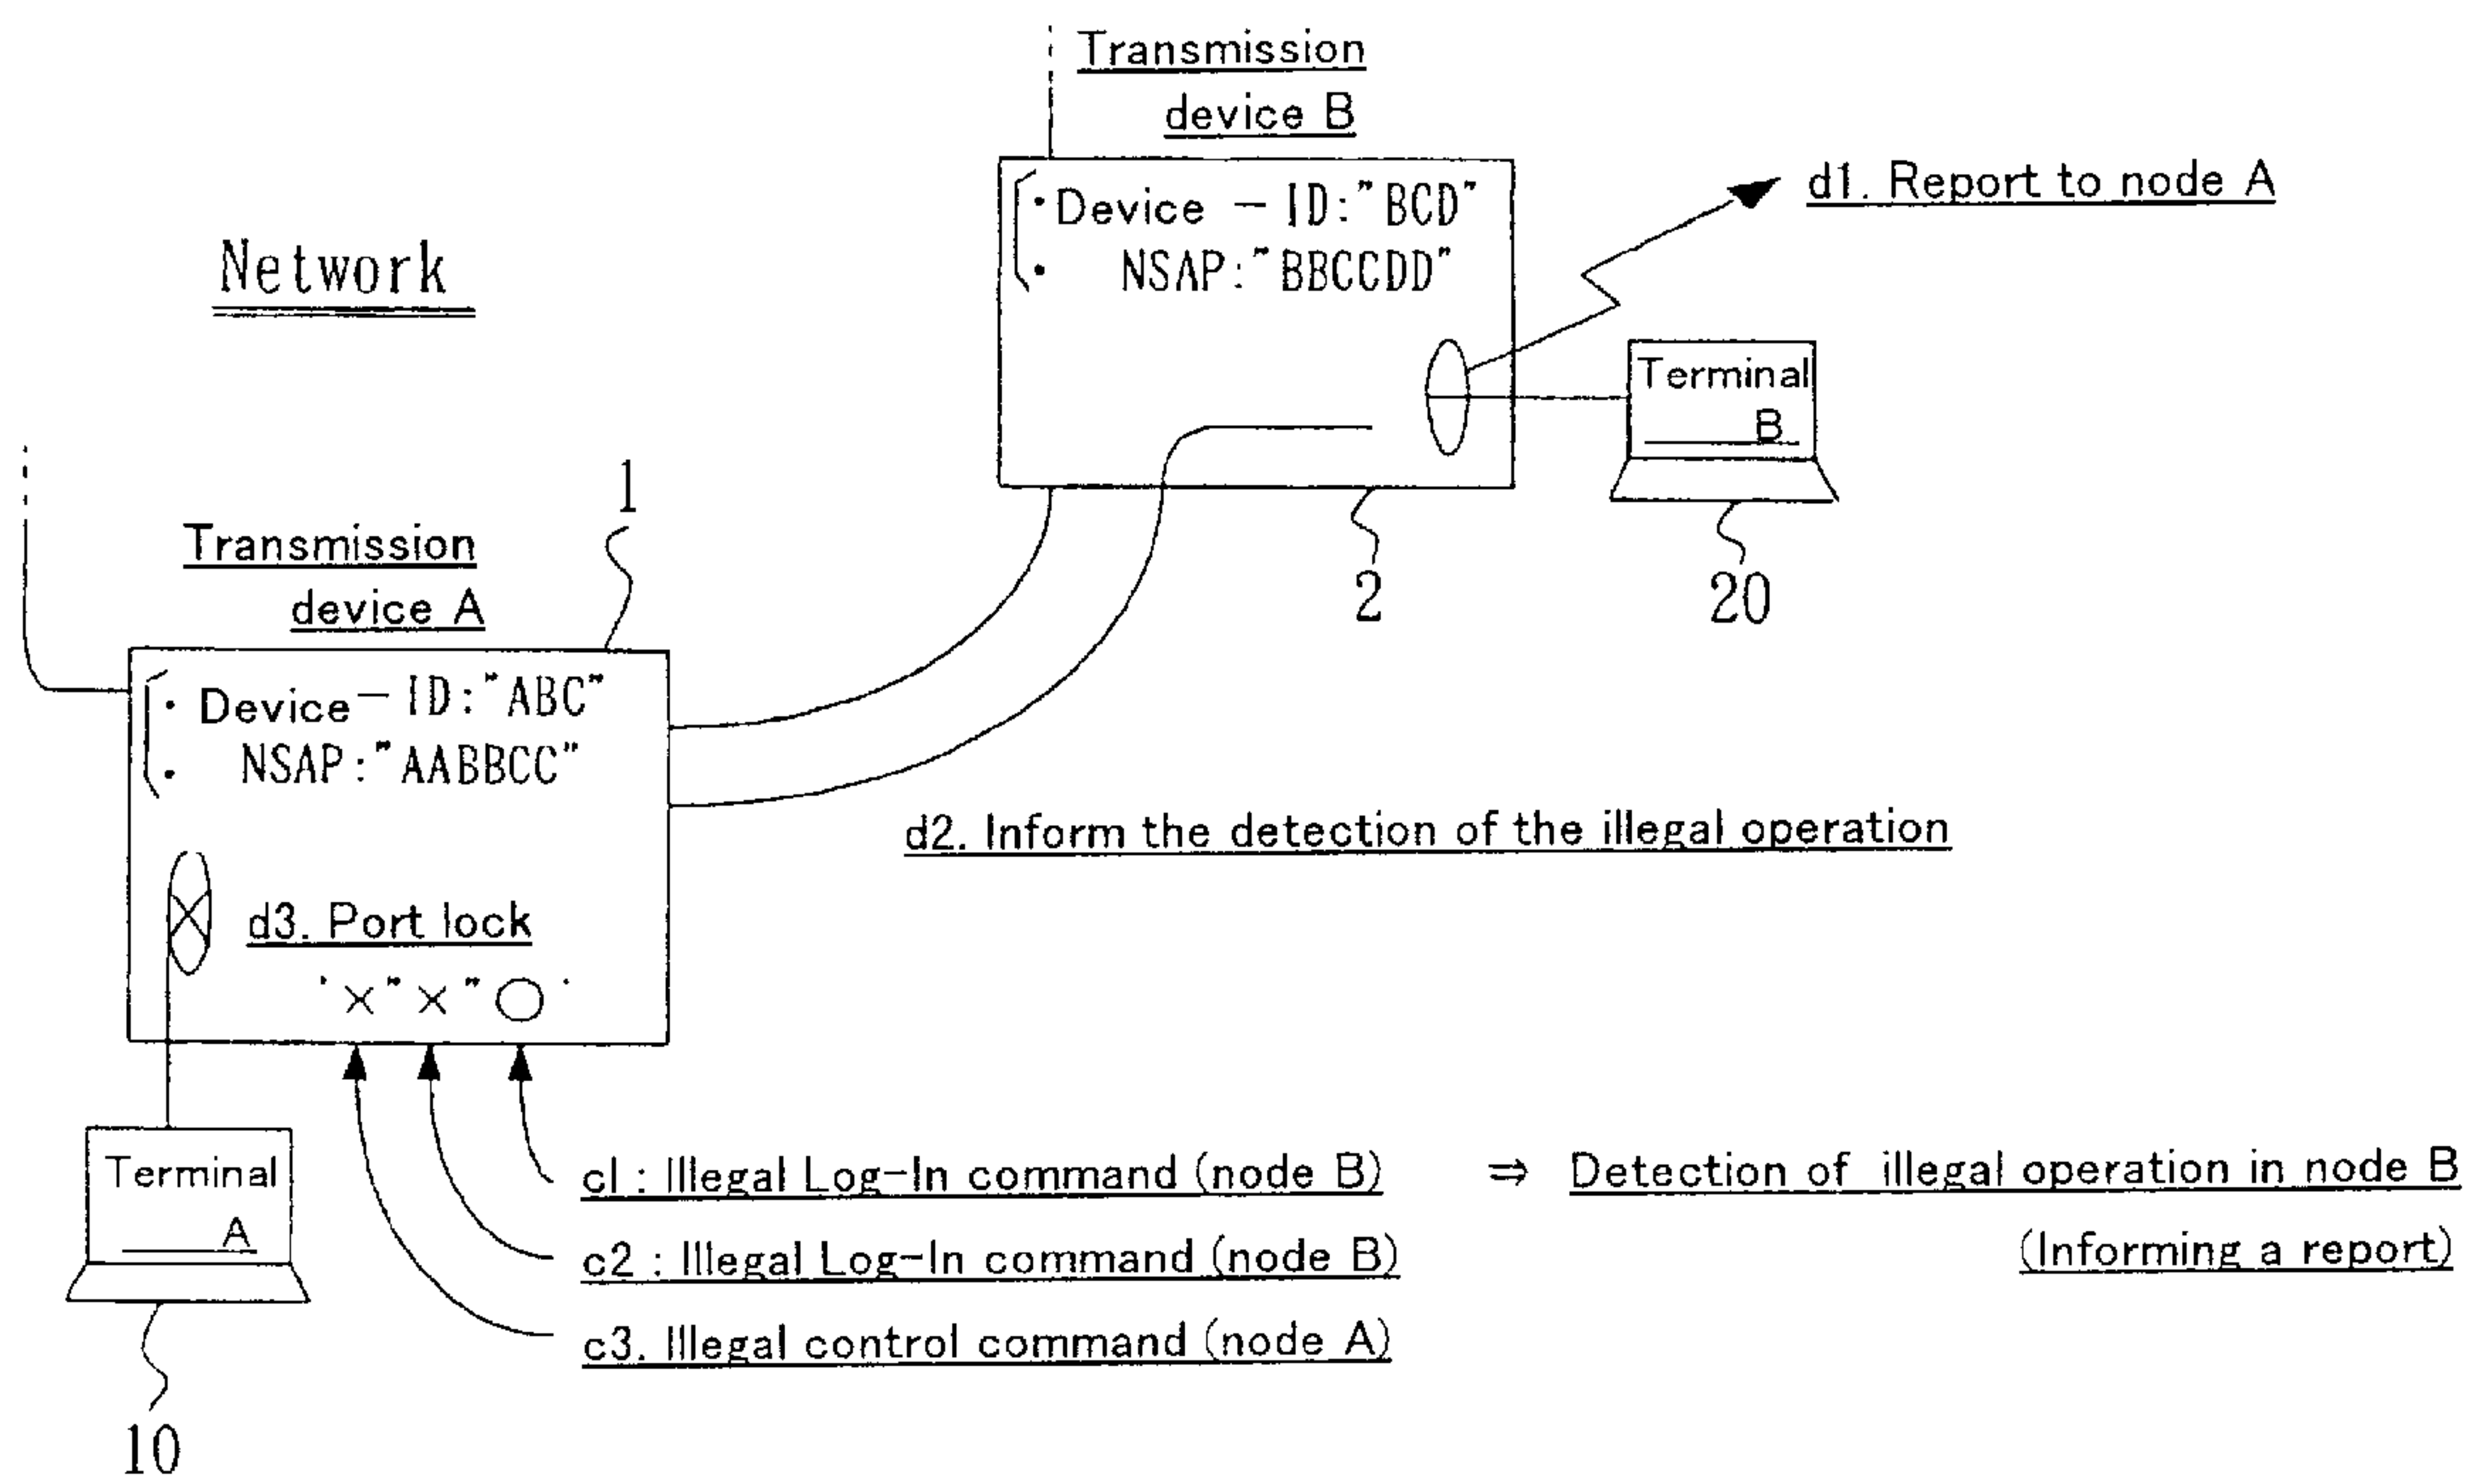 Transmission
device B
Device - ID:"BCD"
NSAP:"BBCCDD"
d1. Report to node A
Network
Terminal
B
1
2
20
Transmission
device A
Device - ID:"ABC"
NSAP:"AABBCC"
d2. Inform the detection of the illegal operation
d3. Port lock
'×"×"○'
Terminal
A
c1 : Illegal Log-In command (node B) ⇒ Detection of illegal operation in node B
c2 : Illegal Log-In command (node B) (Informing a report)
c3. Illegal control command (node A)
10